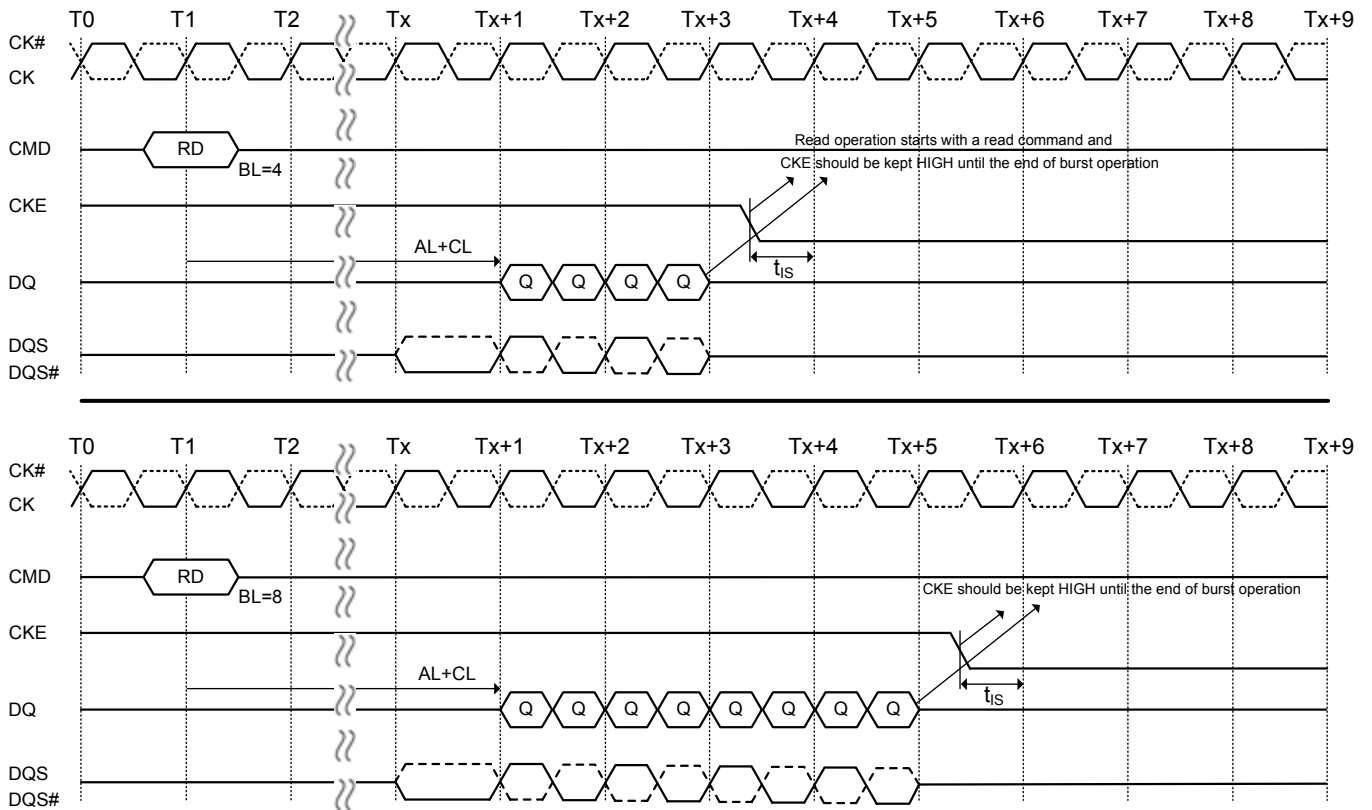 T0 T1 T2 Tx Tx+1 Tx+2 Tx+3 Tx+4 Tx+5 Tx+6 Tx+7 Tx+8 Tx+9
CK#
CK
CMD RD
BL=4
Read operation starts with a read command and
CKE should be kept HIGH until the end of burst operation
CKE
AL+CL
tIS
DQ Q Q Q Q
DQS
DQS#
T0 T1 T2 Tx Tx+1 Tx+2 Tx+3 Tx+4 Tx+5 Tx+6 Tx+7 Tx+8 Tx+9
CK#
CK
CMD RD
BL=8
CKE should be kept HIGH until the end of burst operation
CKE
AL+CL
tIS
DQ Q Q Q Q Q Q Q Q
DQS
DQS#